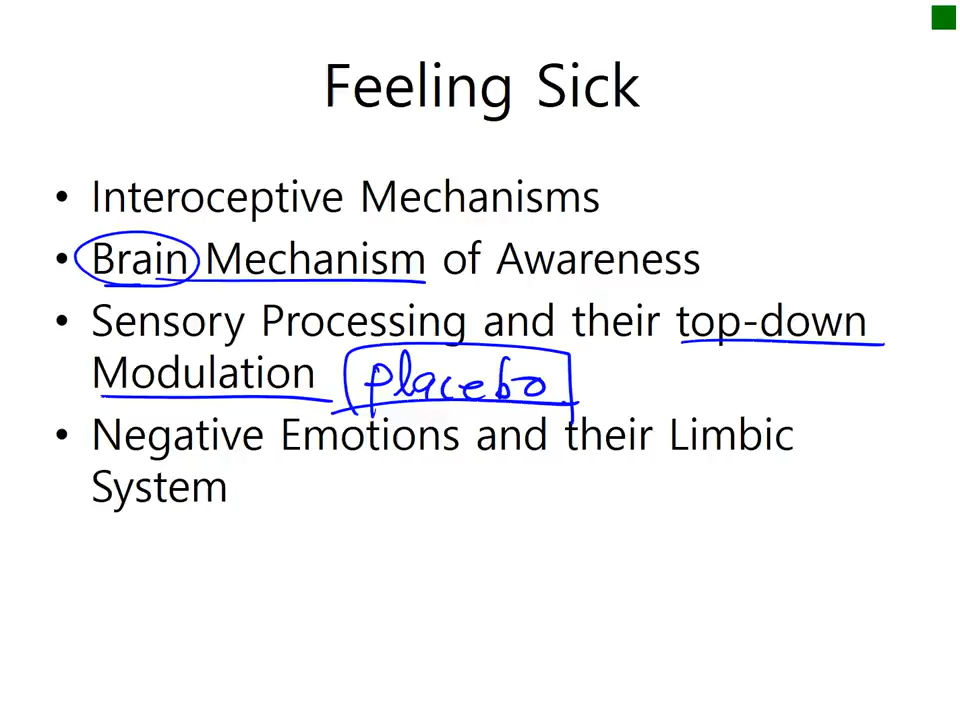 Feeling Sick
• Interoceptive Mechanisms
• Brain Mechanism of Awareness
• Sensory Processing and their top-down
Modulation placebo
• Negative Emotions and their Limbic
System